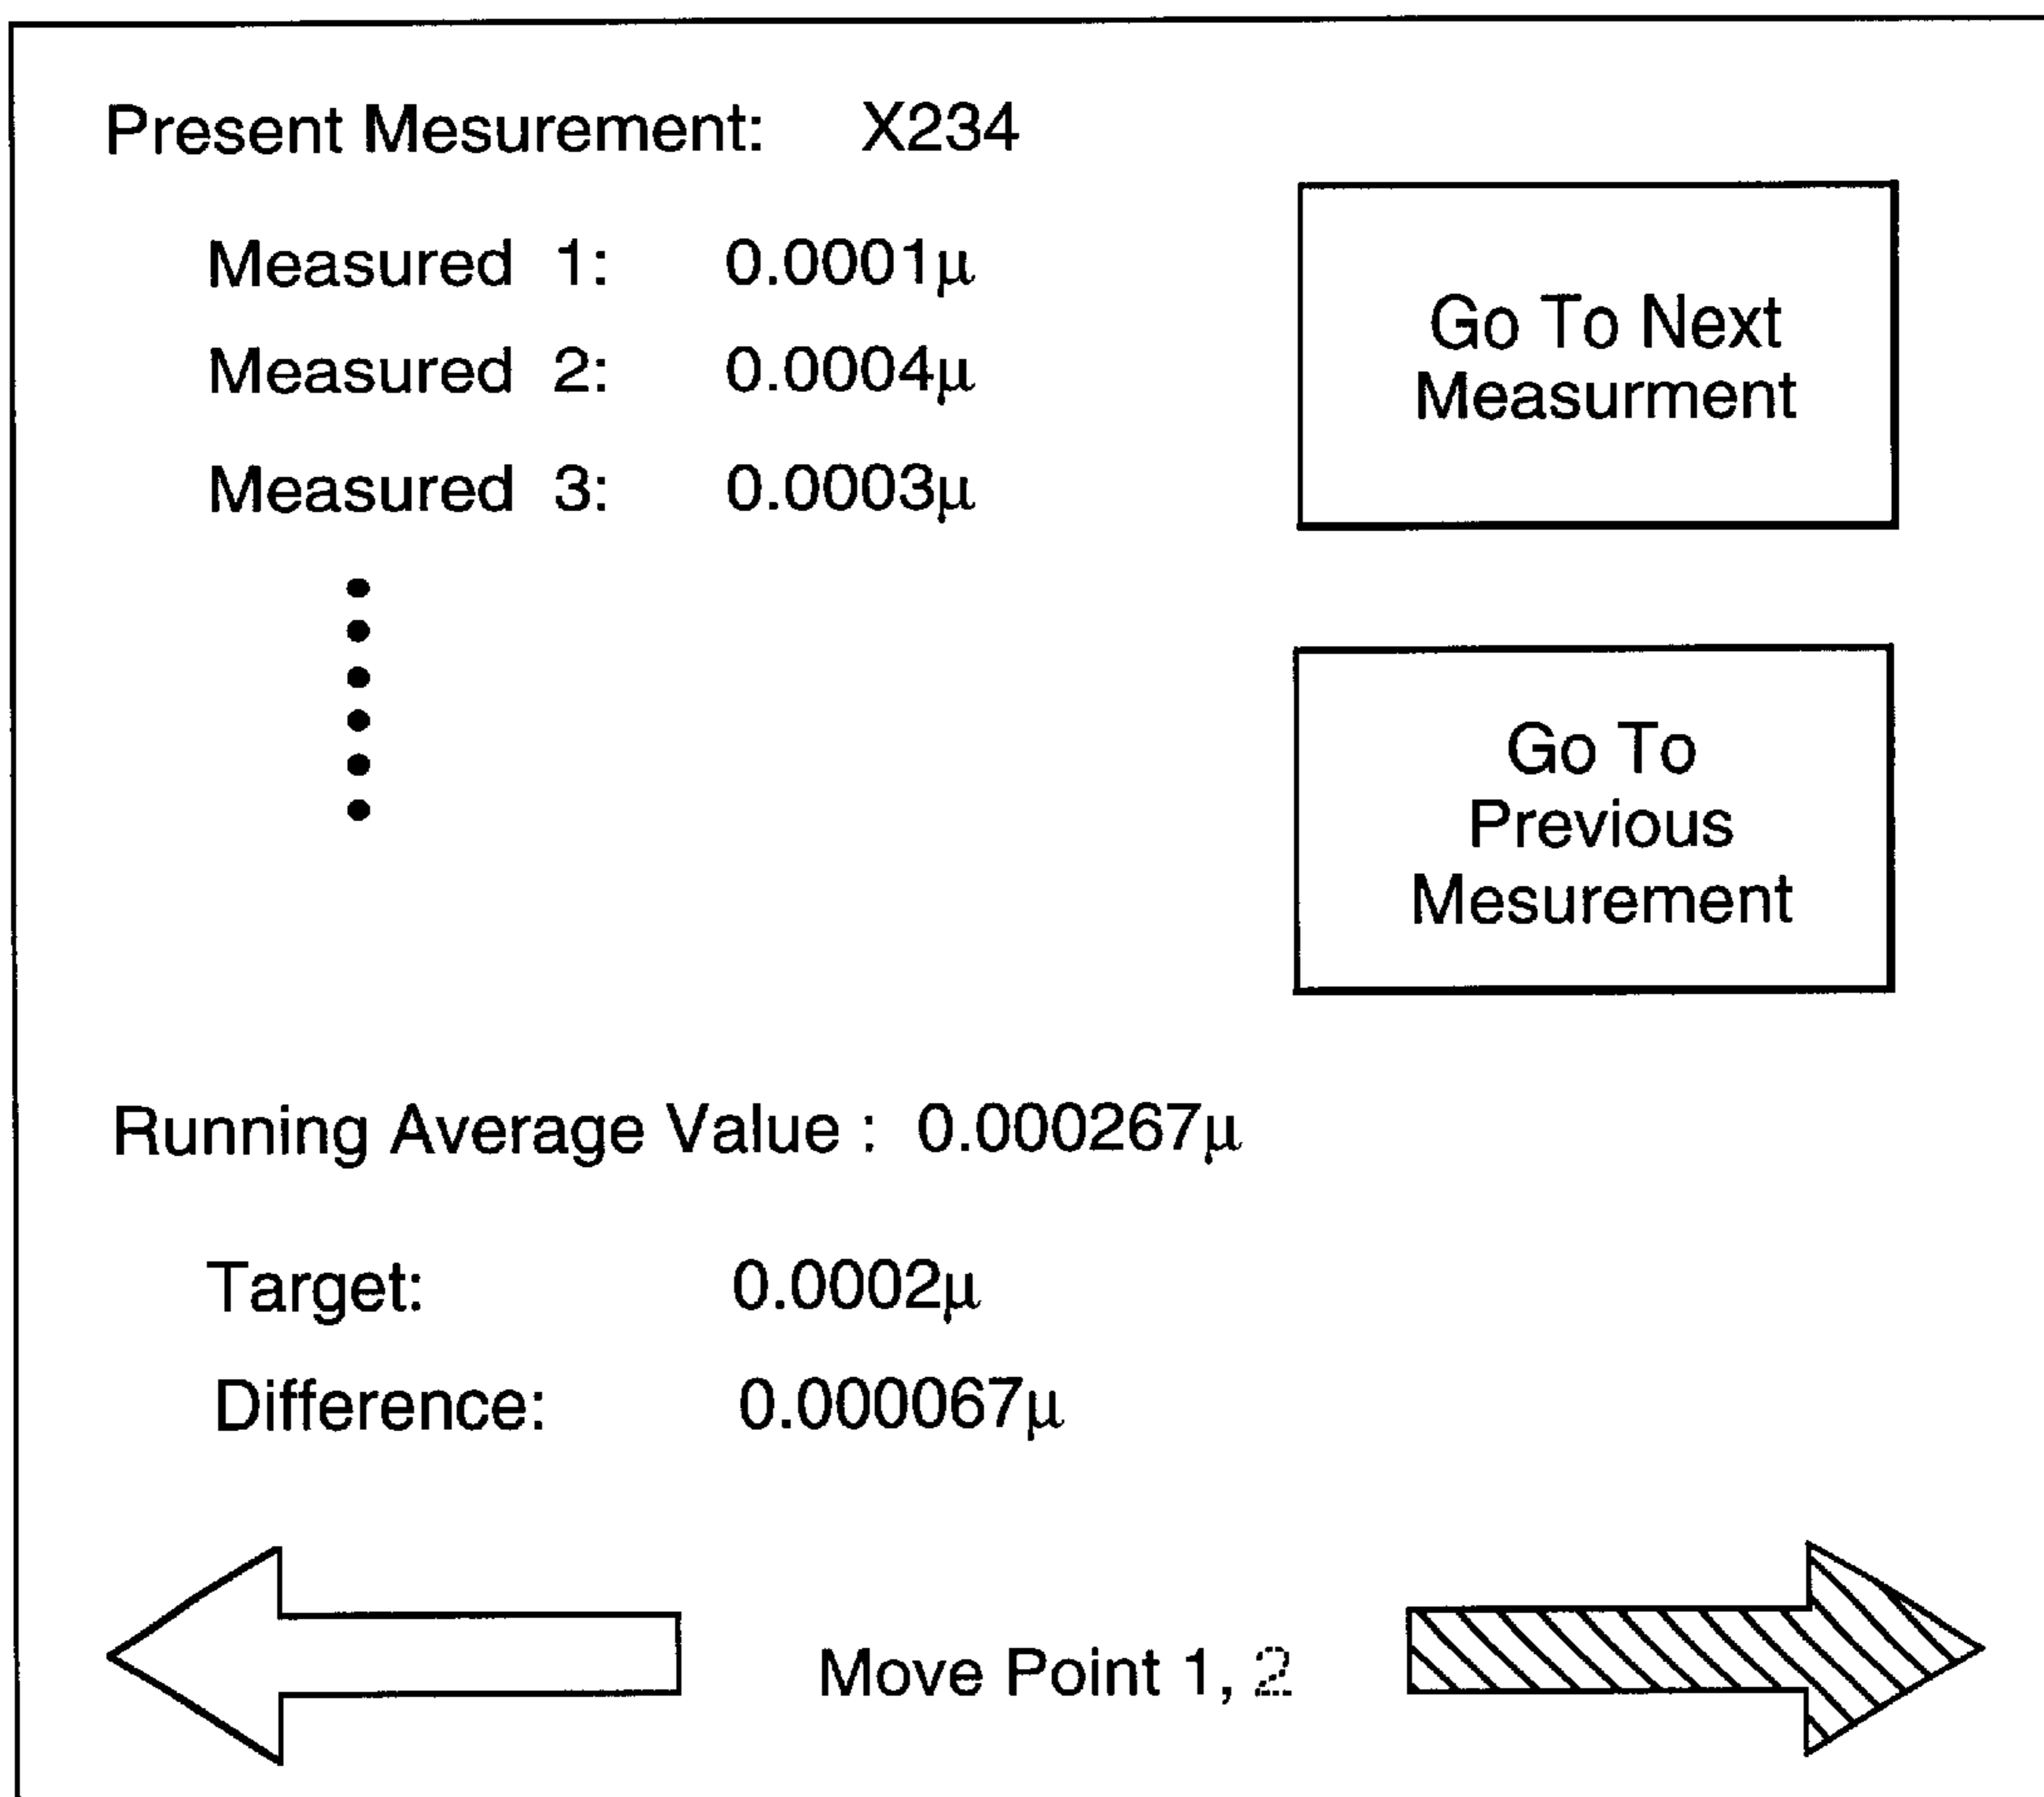 Present Mesurement: X234
Measured 1: 0.0001µ
Measured 2: 0.0004µ
Measured 3: 0.0003µ
Go To Next
Measurment
Go To
Previous
Mesurement
Running Average Value : 0.000267µ
Target: 0.0002µ
Difference: 0.000067µ
Move Point 1, 2